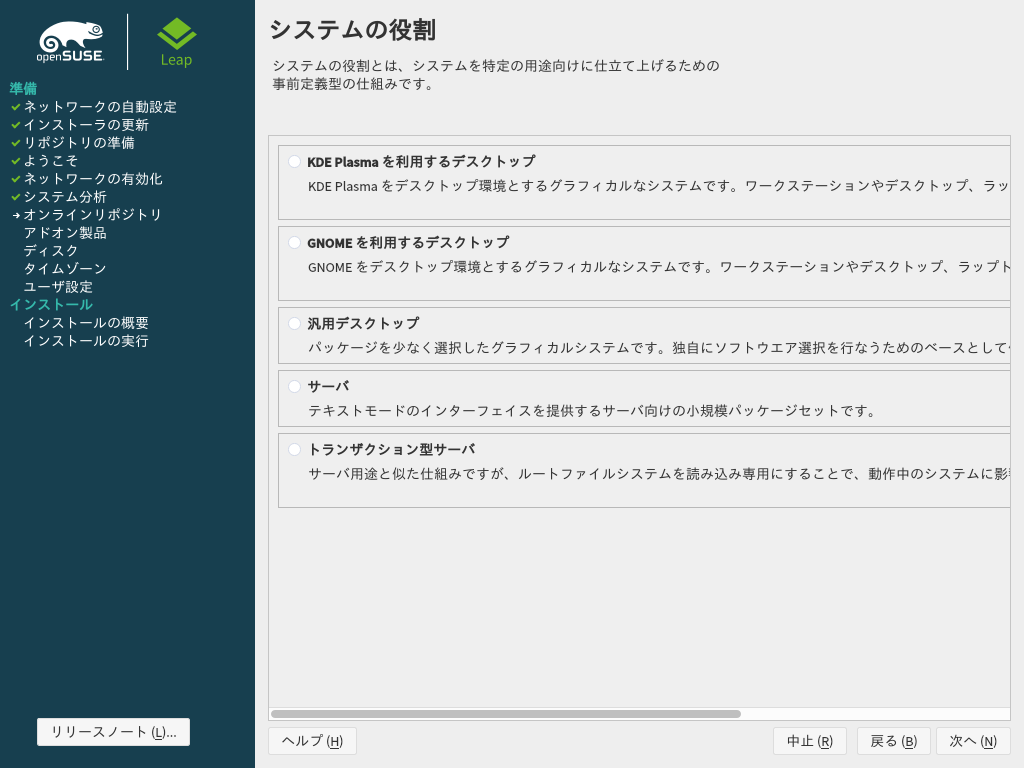 openSUSE
Leap
準備
ネットワークの自動設定
インストーラの更新
リポジトリの準備
ようこそ
ネットワークの有効化
システム分析
オンラインリポジトリ
アドオン製品
ディスク
タイムゾーン
ユーザ設定
インストール
インストールの概要
インストールの実行
リリースノート (L)...
システムの役割
システムの役割とは、システムを特定の用途向けに仕立て上げるための
事前定義型の仕組みです。
KDE Plasma を利用するデスクトップ
KDE Plasma をデスクトップ環境とするグラフィカルなシステムです。ワークステーションやデスクトップ、ラッ
GNOME を利用するデスクトップ
GNOME をデスクトップ環境とするグラフィカルなシステムです。ワークステーションやデスクトップ、ラップト
汎用デスクトップ
パッケージを少なく選択したグラフィカルシステムです。独自にソフトウエア選択を行なうためのベースとして
サーバ
テキストモードのインターフェイスを提供するサーバ向けの小規模パッケージセットです。
トランザクション型サーバ
サーバ用途と似た仕組みですが、ルートファイルシステムを読み込み専用にすることで、動作中のシステムに影
ヘルプ (H)
中止 (R)
戻る (B)
次へ (N)